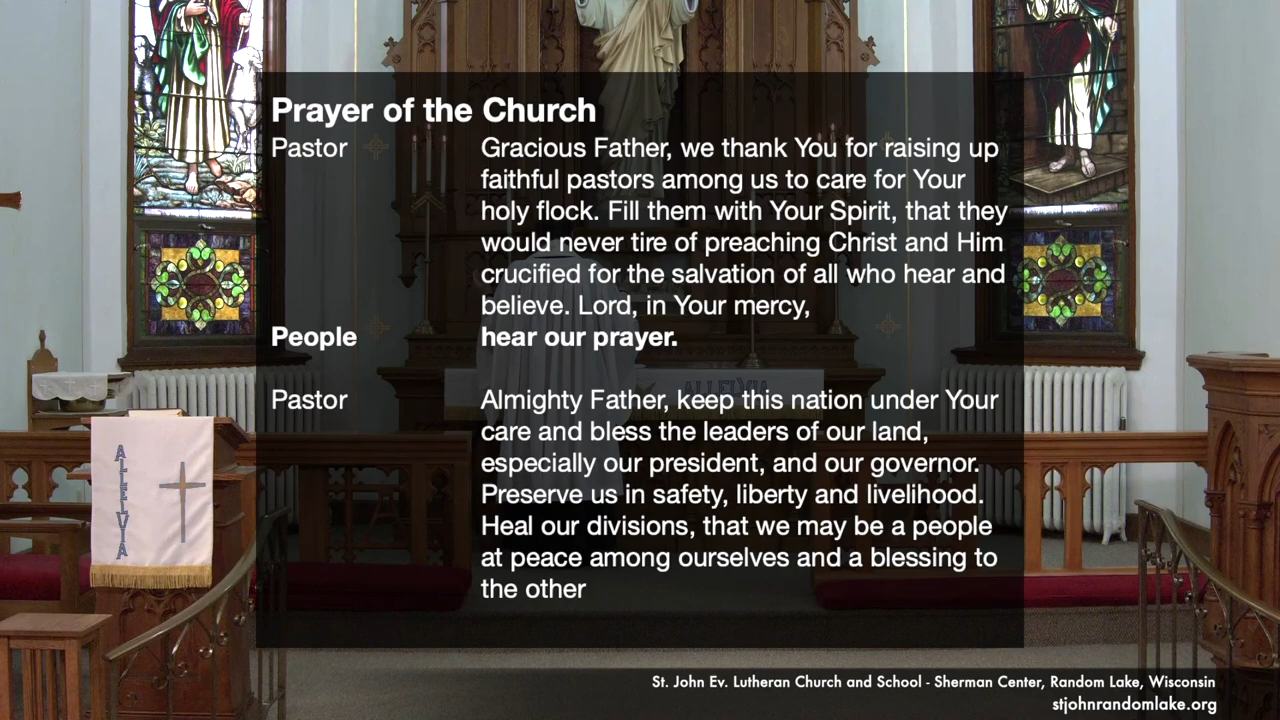 Prayer of the Church
Pastor Gracious Father, we thank You for raising up
faithful pastors among us to care for Your
holy flock. Fill them with Your Spirit, that they
would never tire of preaching Christ and Him
crucified for the salvation of all who hear and
believe. Lord, in Your mercy,
People hear our prayer.
Pastor Almighty Father, keep this nation under Your
care and bless the leaders of our land,
especially our president, and our governor.
Preserve us in safety, liberty and livelihood.
Heal our divisions, that we may be a people
at peace among ourselves and a blessing to
the other
ALLELVIA
ALLELVIA
St. John Ev. Lutheran Church and School - Sherman Center, Random Lake, Wisconsin
stjohnrandomlake.org